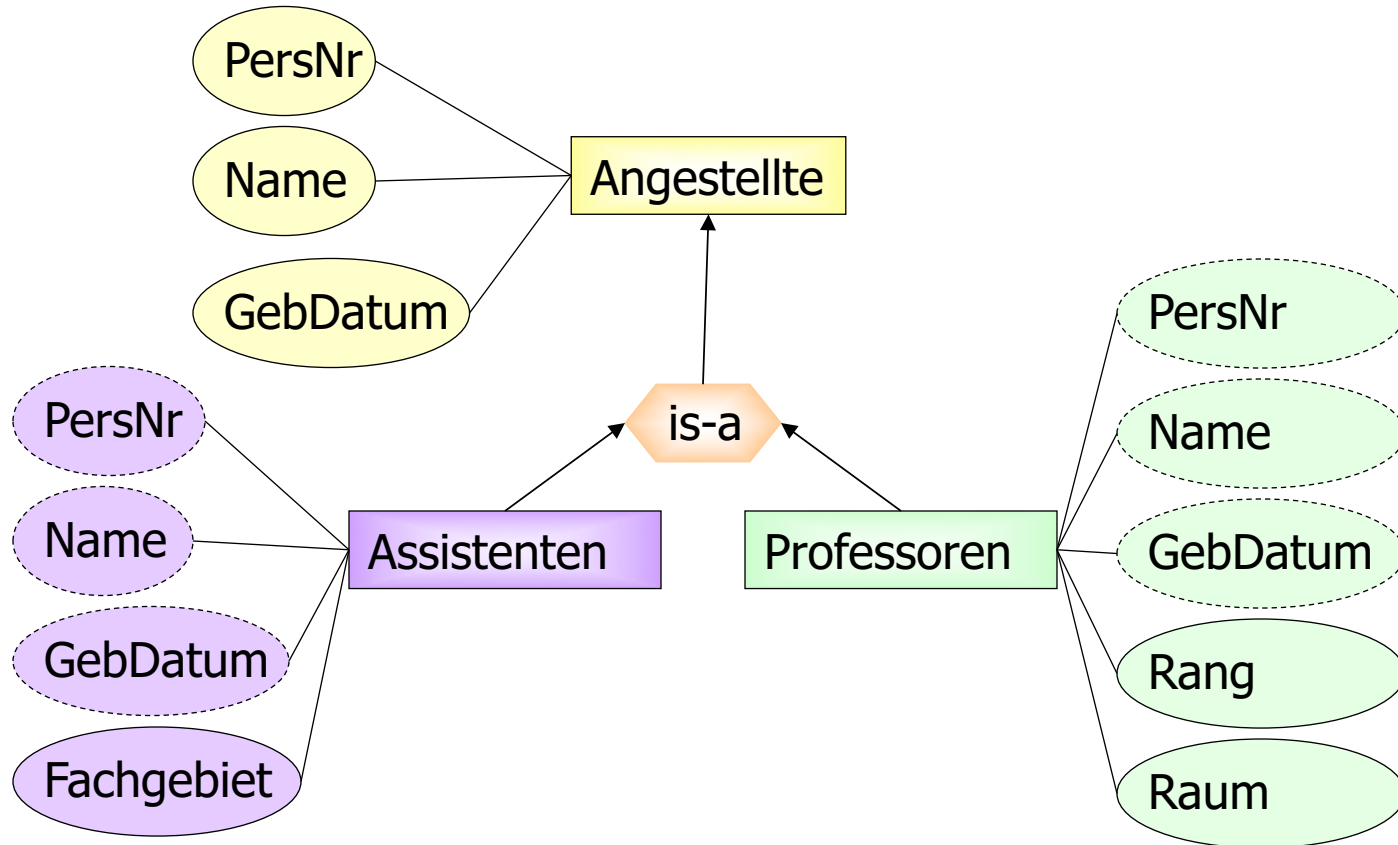 PersNr
Name
GebDatum
Angestellte
is-a
PersNr
Name
GebDatum
Fachgebiet
Assistenten
Professoren
PersNr
Name
GebDatum
Rang
Raum